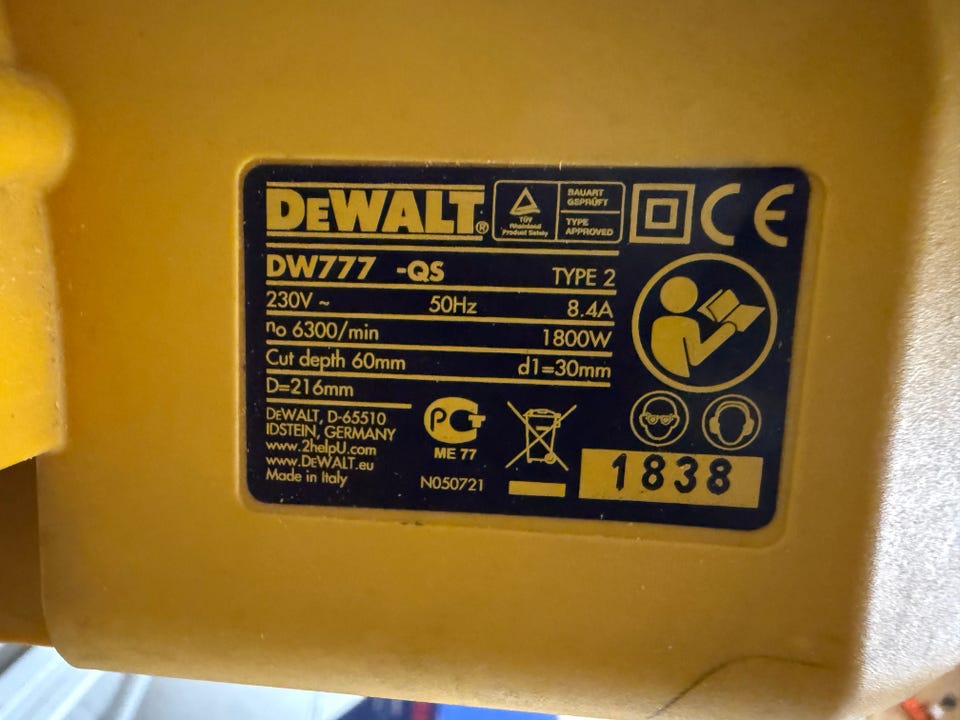 DEWALT®
TÜV
Rheinland
Product Safety
BAUART
GEPRÜFT
TYPE
APPROVED
CE
DW777 -QS TYPE 2
230V ~ 50Hz 8.4A
no 6300/min 1800W
Cut depth 60mm d1=30mm
D=216mm
DEWALT, D-65510
IDSTEIN, GERMANY
www.2helpU.com
www.DEWALT.eu
Made in Italy
PCT
ME 77
N050721
1838